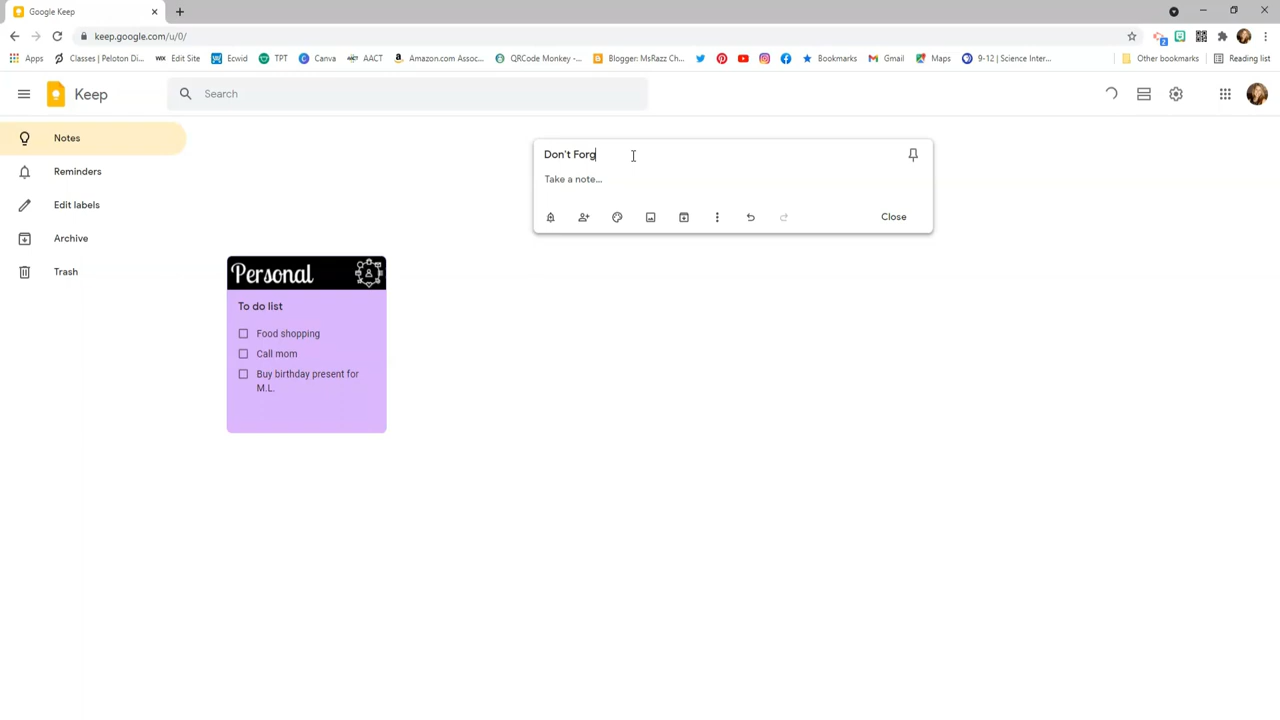 Google Keep
keep.google.com/u/0/
Apps Classes | Peloton Di... Edit Site Ecwid TPT Canva AACT Amazon.com Assoc... QRCode Monkey -... Blogger: MsRazz Ch... Bookmarks Gmail Maps 9-12 | Science Inter... Other bookmarks Reading list
Keep
Search
Notes
Reminders
Edit labels
Archive
Trash
Don't Forg
Take a note...
Close
Personal
To do list
Food shopping
Call mom
Buy birthday present for
M.L.